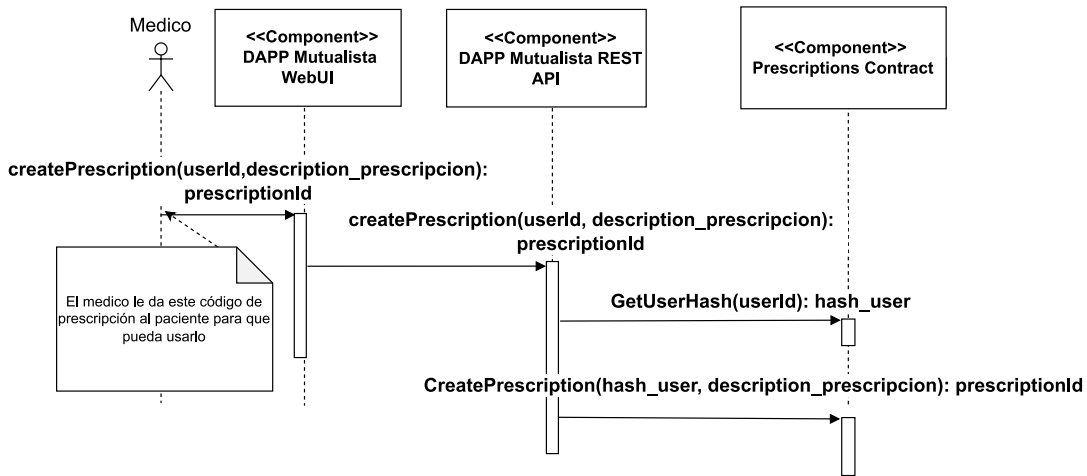 Medico
<<Component>>
DAPP Mutualista
WebUI
<<Component>>
DAPP Mutualista REST
API
<<Component>>
Prescriptions Contract
createPrescription(userId,description_prescripcion):
prescriptionId
createPrescription(userId, description_prescripcion):
prescriptionId
El medico le da este código de
prescripción al paciente para que
pueda usarlo
GetUserHash(userId): hash_user
CreatePrescription(hash_user, description_prescripcion): prescriptionId